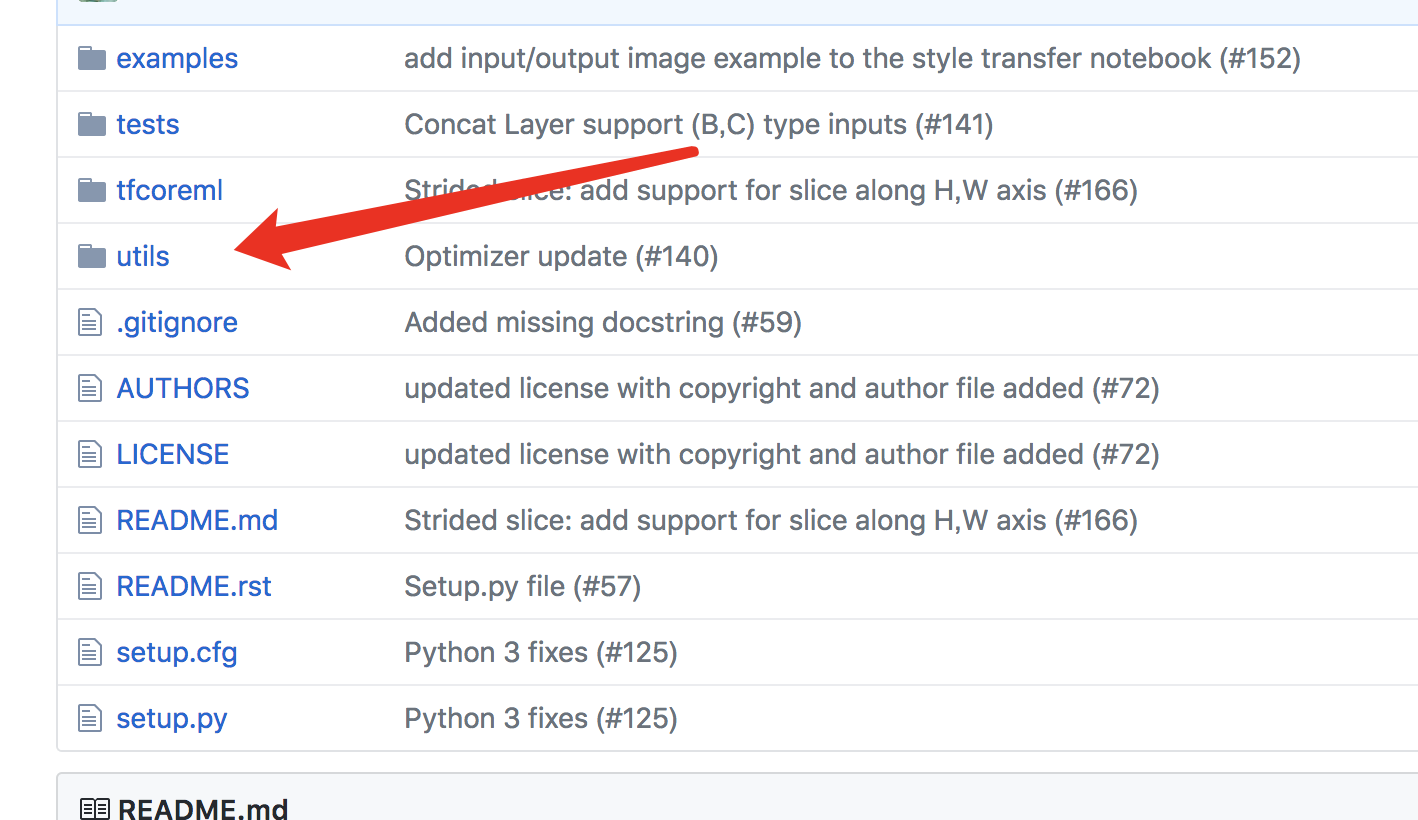 examples add input/output image example to the style transfer notebook (#152)
tests Concat Layer support (B,C) type inputs (#141)
tfcoreml Strided slice: add support for slice along H,W axis (#166)
utils Optimizer update (#140)
.gitignore Added missing docstring (#59)
AUTHORS updated license with copyright and author file added (#72)
LICENSE updated license with copyright and author file added (#72)
README.md Strided slice: add support for slice along H,W axis (#166)
README.rst Setup.py file (#57)
setup.cfg Python 3 fixes (#125)
setup.py Python 3 fixes (#125)
README.md